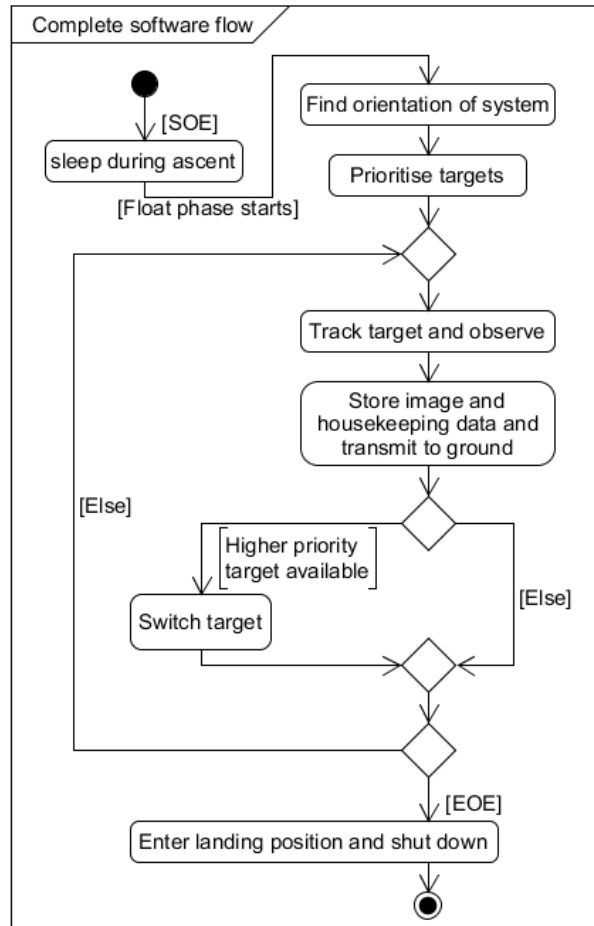 Complete software flow
[SOE]
sleep during ascent
[Float phase starts]
Find orientation of system
Prioritise targets
Track target and observe
Store image and
housekeeping data and
transmit to ground
[Else]
[Higher priority
target available]
[Else]
Switch target
[EOE]
Enter landing position and shut down